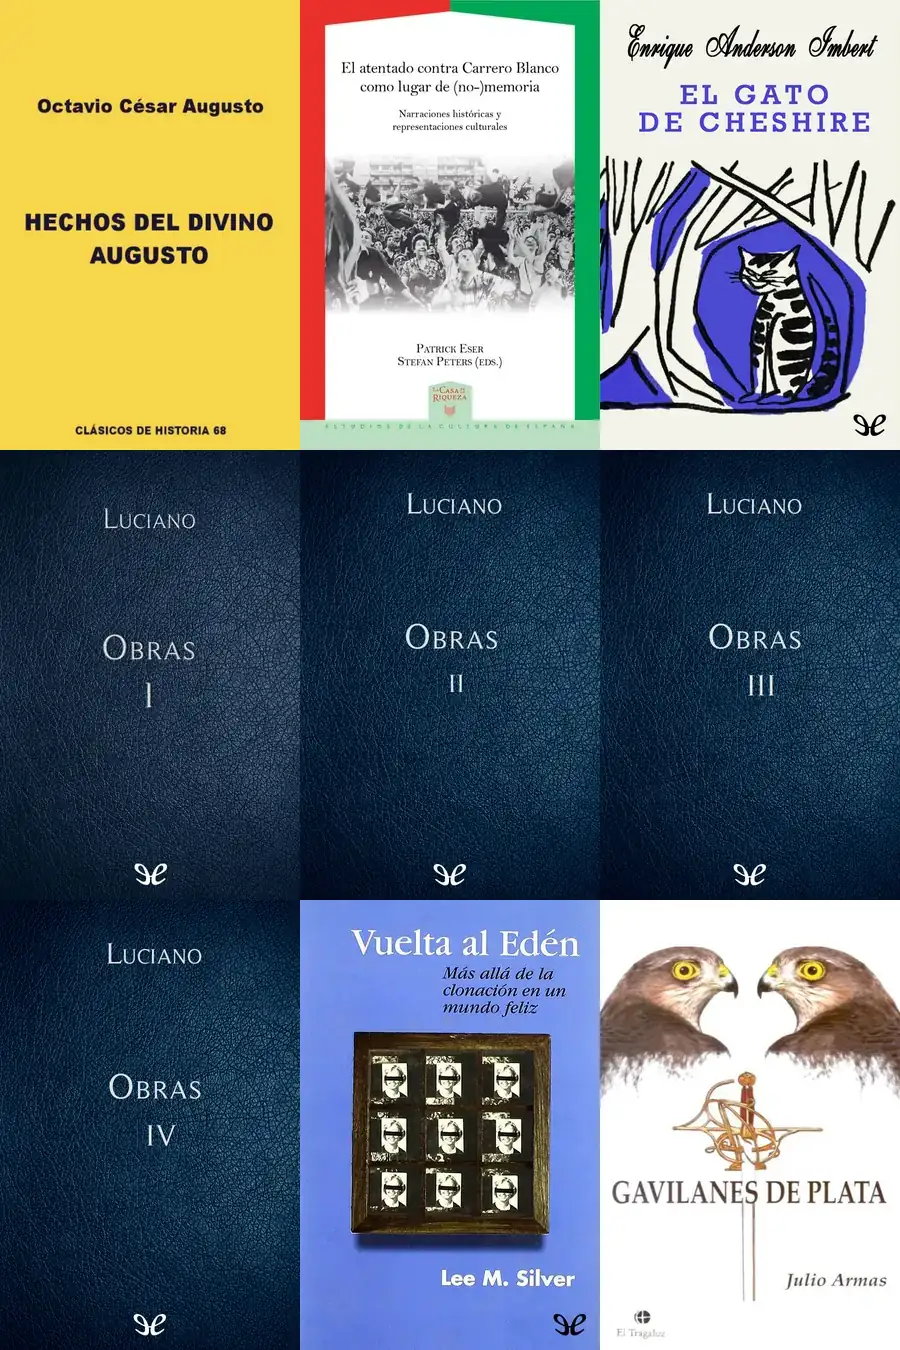 Octavio César Augusto
HECHOS DEL DIVINO
AUGUSTO
CLÁSICOS DE HISTORIA 68
El atentado contra Carrero Blanco
como lugar de (no-)memoria
Narraciones históricas y
representaciones culturales
PATRICK ESER
STEFAN PETERS (EDS.)
LA CASA DE LA
RIQUEZA
ESTUDIOS DE LA CULTURA DE ESPAÑA
Enrique Anderson Imbert
EL GATO
DE CHESHIRE
LUCIANO
OBRAS
I
LUCIANO
OBRAS
II
LUCIANO
OBRAS
III
LUCIANO
OBRAS
IV
Vuelta al Edén
Más allá de la
clonación en un
mundo feliz
Lee M. Silver
GAVILANES DE PLATA
Julio Armas
El Tragaluz